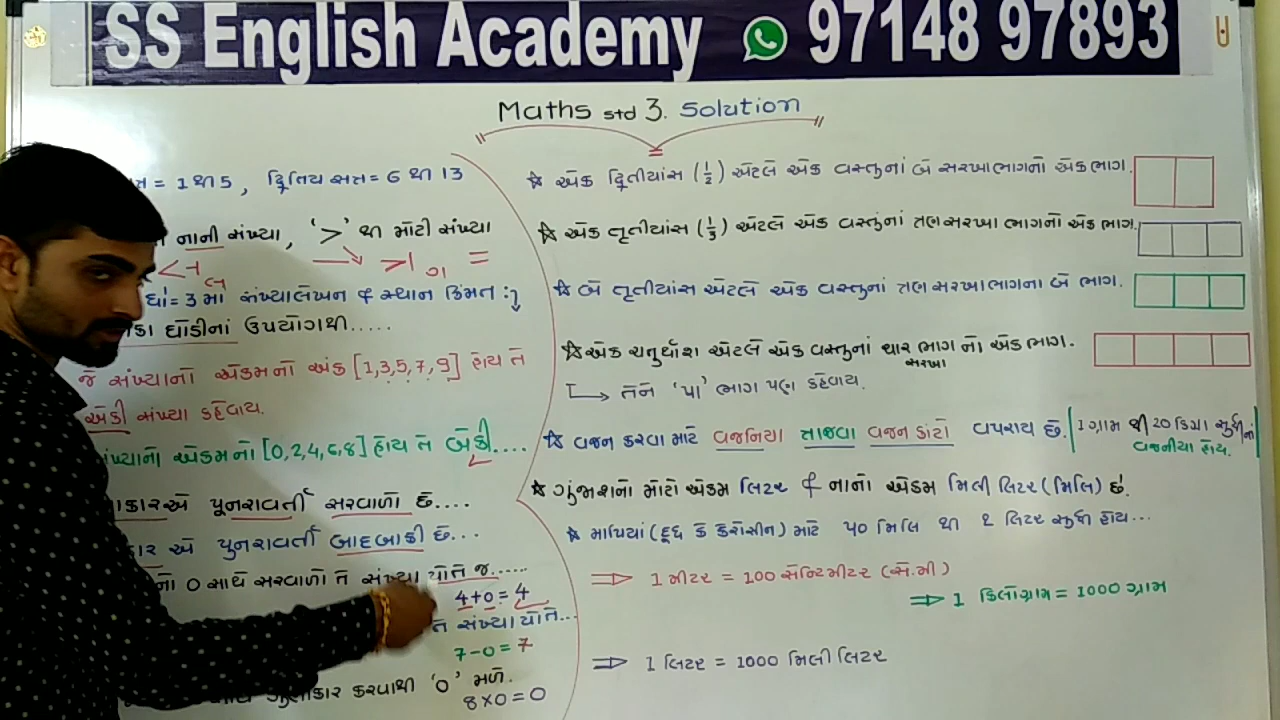 SS English Academy 97148 97893
Maths std 3. Solution
= 1 થી 5, દ્વિતિય સત્ર = 6 થી 13
નાની સંખ્યા, '>' થી મોટી સંખ્યા
< >
=
= 3 માં સંખ્યાલેખન & સ્થાન કિંમત :
ઘોડીનાં ઉપયોગથી.....
જે સંખ્યાનો એકમનો અંક [1,3,5,7,9] હોય તે
એકી સંખ્યા કહેવાય.
એકમનો [0,2,4,6,8] હોય તે બેકી....
એ પૂનરાવર્તી સરવાળો છે....
એ પુનરાવર્તી બાદબાકી છે...
0 સાથે સરવાળો તે સંખ્યા પોતે જ.....
4+0=4
તે સંખ્યા પોતે...
7-0=7
ગુણાકાર કરવાથી '0' મળે.
8×0=0
☆ એક દ્વિતીયાંસ (1/2) એટલે એક વસ્તુનાં બે સરખા ભાગનો એક ભાગ.
☆ એક તૃતીયાંસ (1/3) એટલે એક વસ્તુનાં ત્રણ સરખા ભાગનો એક ભાગ.
☆ બે તૃતીયાંસ એટલે એક વસ્તુનાં ત્રણ સરખા ભાગના બે ભાગ.
☆ એક ચતુર્થાંશ એટલે એક વસ્તુનાં ચાર સરખા ભાગ નો એક ભાગ.
→ તેને 'પા' ભાગ પણ કહેવાય.
☆ વજન કરવા માટે વજનિયા તાજવા વજન કાંટો વપરાય છે. | 1 ગ્રામ થી 20 કિગ્રા સુધીનાં
વજનીયા હોય. |
☆ ગુંજાશનો મોટો એકમ લિટર & નાનો એકમ મિલી લિટર (મિલિ) છે.
☆ માપિયાં (દૂધ કે કેરોસીન) માટે ૫૦ મિલિ થી ૨ લિટર સુધી હોય...
⇒ 1 મીટર = 100 સેન્ટિમીટર (સે.મી)
⇒ 1 કિલોગ્રામ = 1000 ગ્રામ
⇒ 1 લિટર = 1000 મિલી લિટર